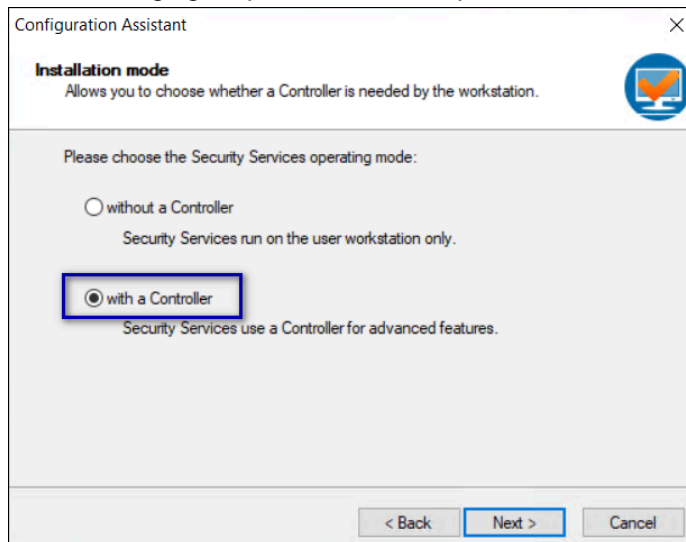 Configuration Assistant
Installation mode
Allows you to choose whether a Controller is needed by the workstation.
Please choose the Security Services operating mode:
without a Controller
Security Services run on the user workstation only.
with a Controller
Security Services use a Controller for advanced features.
< Back Next > Cancel